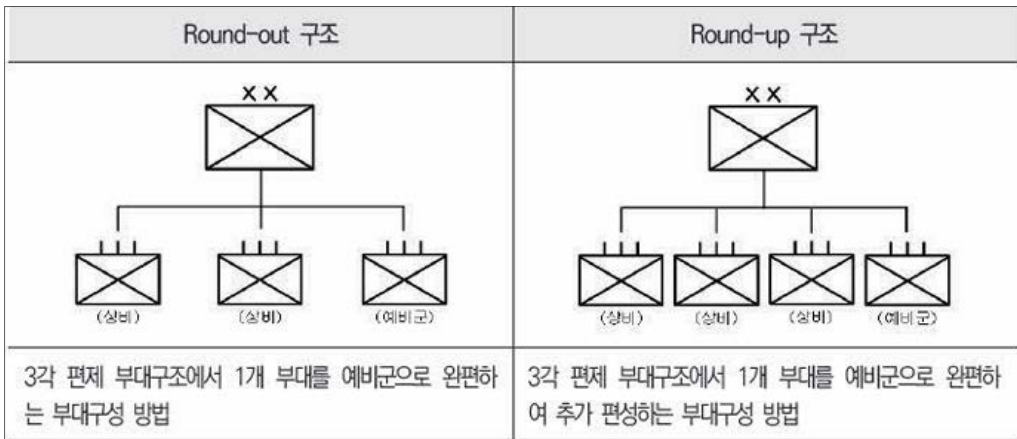 Round-out 구조
Round-up 구조
X X
X X
(상비)
(상비)
(예비군)
(상비)
(상비)
(상비)
(예비군)
3각 편제 부대구조에서 1개 부대를 예비군으로 완편하
는 부대구성 방법
3각 편제 부대구조에서 1개 부대를 예비군으로 완편하
여 추가 편성하는 부대구성 방법